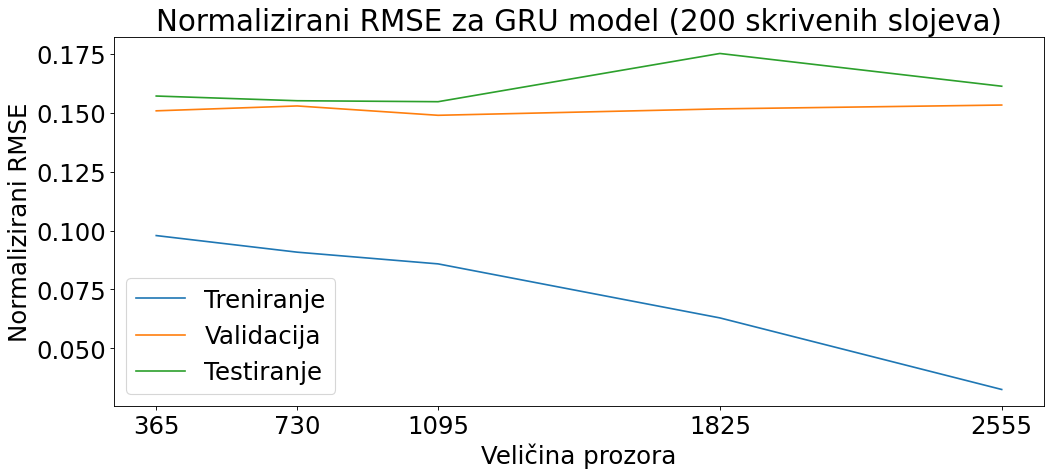 Normalizirani RMSE za GRU model (200 skrivenih slojeva)
Normalizirani RMSE
0.175
0.150
0.125
0.100
0.075
0.050
Treniranje
Validacija
Testiranje
365 730 1095 1825 2555
Veličina prozora